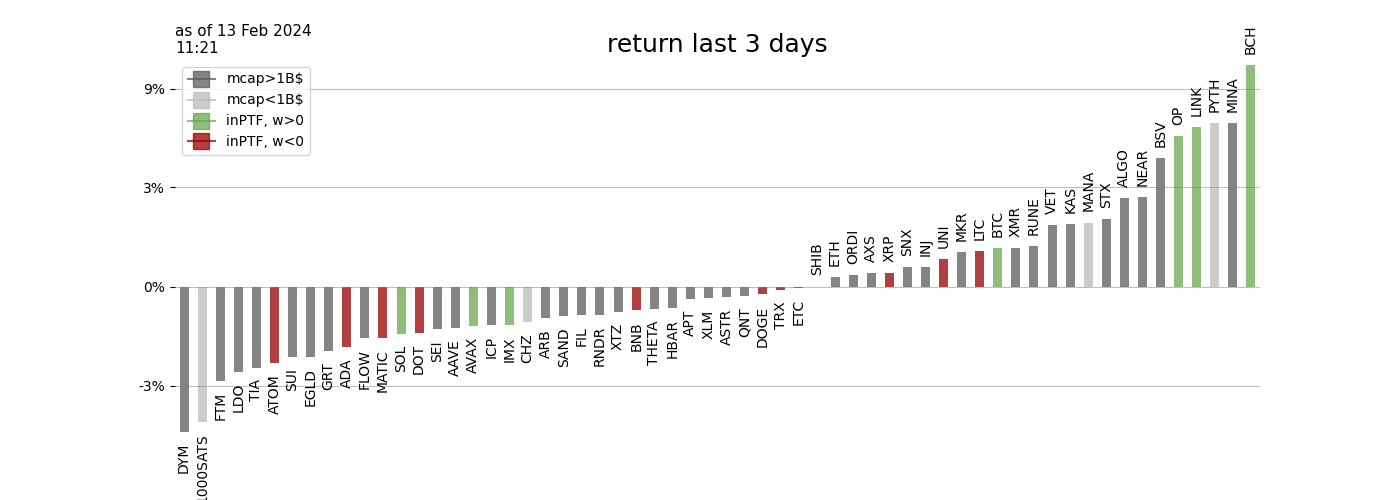 as of 13 Feb 2024
11:21
return last 3 days
mcap>1B$
mcap<1B$
inPTF, w>0
inPTF, w<0
9%
3%
0%
-3%
DYM
1000SATS
FTM
LDO
TIA
ATOM
SUI
EGLD
GRT
ADA
FLOW
MATIC
SOL
DOT
SEI
AAVE
AVAX
ICP
IMX
CHZ
ARB
SAND
FIL
RNDR
XTZ
BNB
THETA
HBAR
APT
XLM
ASTR
QNT
DOGE
TRX
ETC
SHIB
ETH
ORDI
AXS
XRP
SNX
INJ
UNI
MKR
LTC
BTC
XMR
RUNE
VET
KAS
MANA
STX
ALGO
NEAR
BSV
OP
LINK
PYTH
MINA
BCH